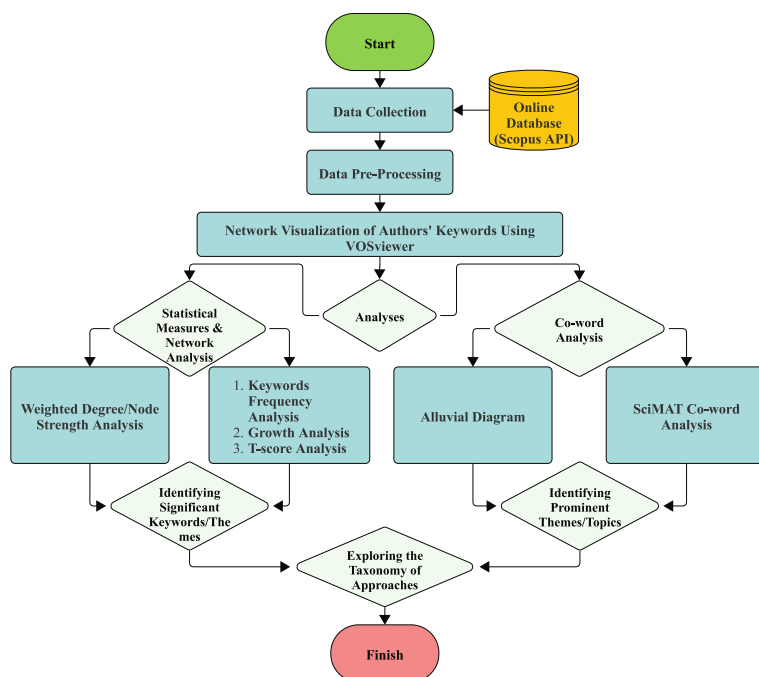 Start
Data Collection
Online
Database
(Scopus API)
Data Pre-Processing
Network Visualization of Authors' Keywords Using
VOSviewer
Analyses
Statistical
Measures &
Network
Analysis
Co-word
Analysis
Weighted Degree/Node
Strength Analysis
1. Keywords
Frequency
Analysis
2. Growth Analysis
3. T-score Analysis
Alluvial Diagram
SciMAT Co-word
Analysis
Identifying
Significant
Keywords/The
mes
Identifying
Prominent
Themes/Topics
Exploring the
Taxonomy of
Approaches
Finish